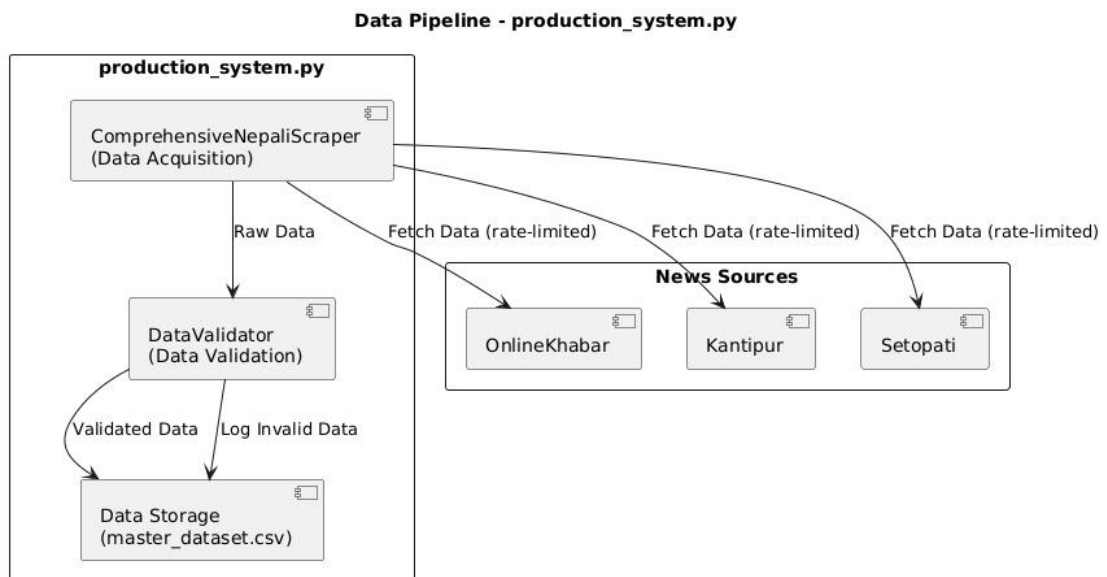 Data Pipeline - production_system.py
production_system.py
ComprehensiveNepaliScraper
(Data Acquisition)
Raw Data
Fetch Data (rate-limited)
Fetch Data (rate-limited)
Fetch Data (rate-limited)
News Sources
DataValidator
(Data Validation)
OnlineKhabar
Kantipur
Setopati
Validated Data
Log Invalid Data
Data Storage
(master_dataset.csv)